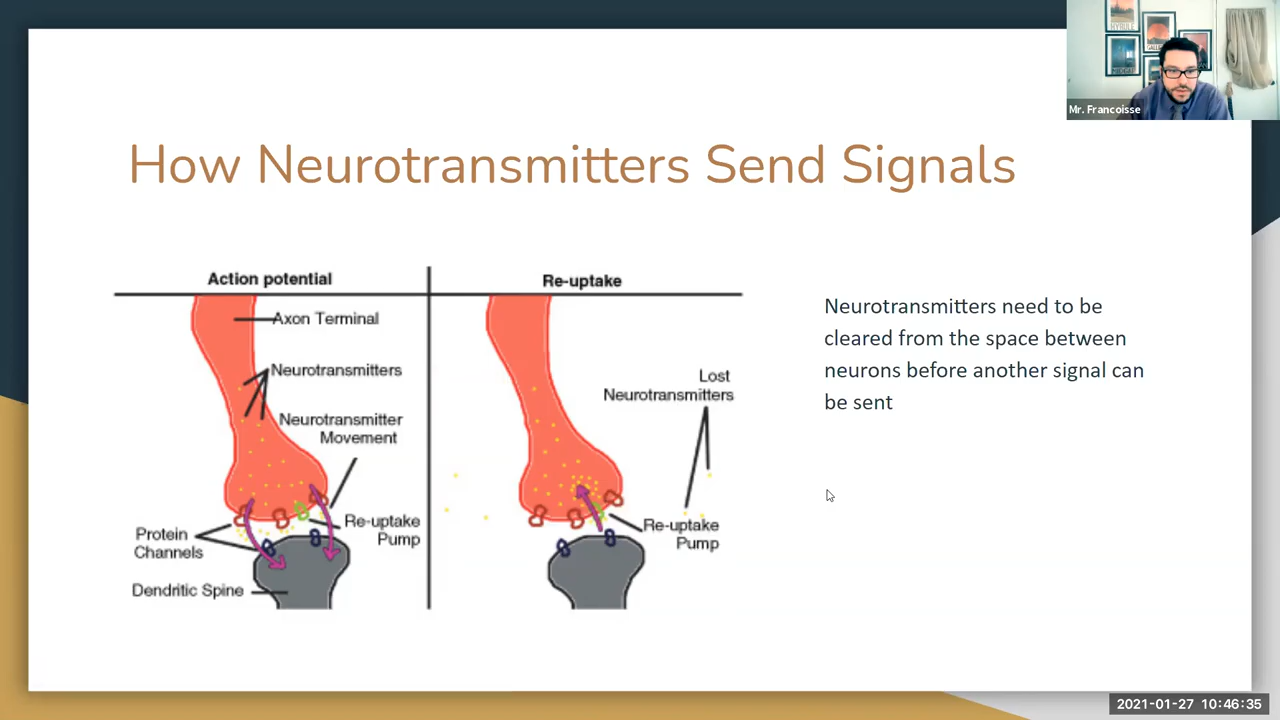 Mr. Francoisse
How Neurotransmitters Send Signals
Action potential
Axon Terminal
Neurotransmitters
Neurotransmitter
Movement
Re-uptake
Pump
Protein
Channels
Dendritic Spine
Re-uptake
Lost
Neurotransmitters
Re-uptake
Pump
Neurotransmitters need to be
cleared from the space between
neurons before another signal can
be sent
2021-01-27 10:46:35